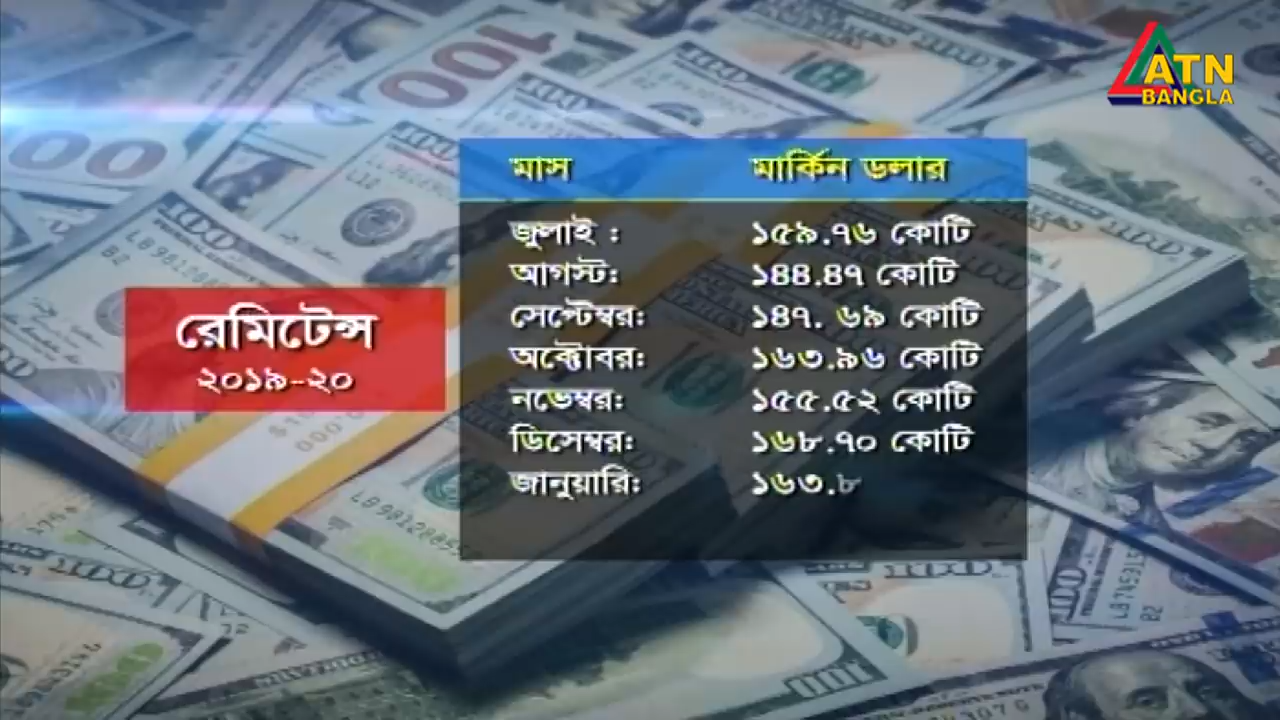 ATN
BANGLA
মাস মার্কিন ডলার
জুলাই : ১৫৯.৭৬ কোটি
আগস্ট: ১৪৪.৪৭ কোটি
সেপ্টেম্বর: ১৪৭. ৬৯ কোটি
অক্টোবর: ১৬৩.৯৬ কোটি
নভেম্বর: ১৫৫.৫২ কোটি
ডিসেম্বর: ১৬৮.৭০ কোটি
জানুয়ারি: ১৬৩.৮
রেমিটেন্স
২০১৯-২০